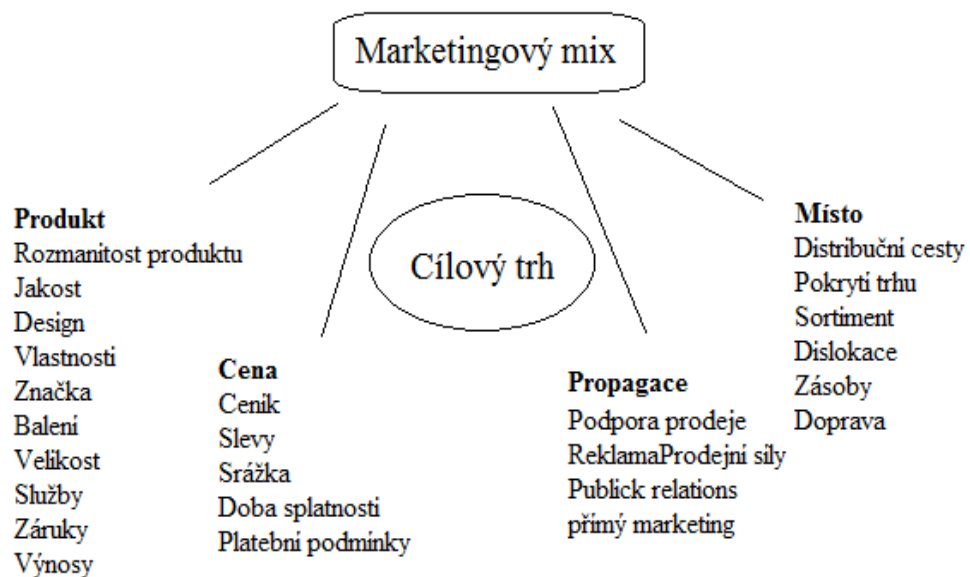 Marketingový mix
Cílový trh
Produkt
Rozmanitost produktu
Jakost
Design
Vlastnosti
Značka
Balení
Velikost
Služby
Záruky
Výnosy
Cena
Ceník
Slevy
Srážka
Doba splatnosti
Platební podmínky
Propagace
Podpora prodeje
ReklamaProdejní síly
Publick relations
přímý marketing
Místo
Distribuční cesty
Pokrytí trhu
Sortiment
Dislokace
Zásoby
Doprava